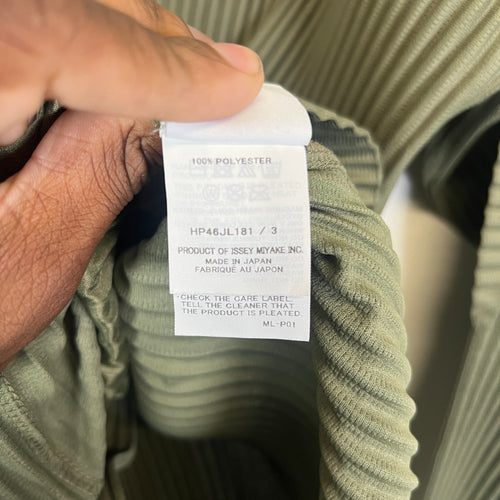 100% POLYESTER
HP46JL181 / 3
PRODUCT OF ISSEY MIYAKE INC.
MADE IN JAPAN
FABRIQUÉ AU JAPON
CHECK THE CARE LABEL.
TELL THE CLEANER THAT
THE PRODUCT IS PLEATED.
ML-P01